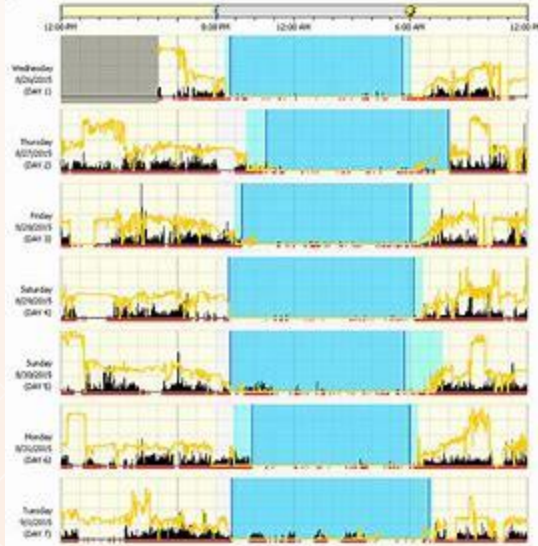 12:00 PM 8:00 PM 12:00 AM 6:00 AM 12:00 PM
Wednesday
8/26/2015
(DAY 1)
Thursday
8/27/2015
(DAY 2)
Friday
8/28/2015
(DAY 3)
Saturday
8/29/2015
(DAY 4)
Sunday
8/30/2015
(DAY 5)
Monday
8/31/2015
(DAY 6)
Tuesday
9/1/2015
(DAY 7)